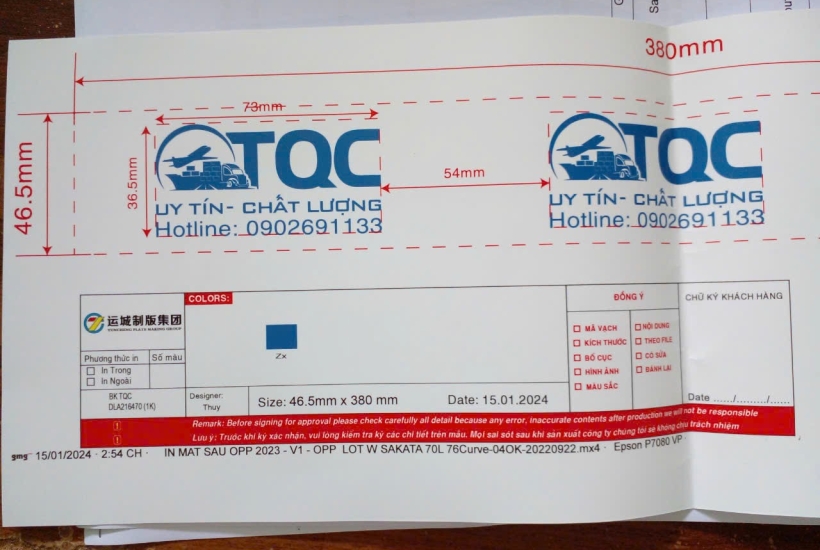 380mm
73mm
46.5mm
36.5mm
TQC
UY TÍN- CHẤT LƯỢNG
Hotline: 0902691133
54mm
TQC
UY TÍN- CHẤT LƯỢNG
Hotline: 0902691133
运城制版集团
YUNCHENG PLATE MAKING GROUP
COLORS:
Zx
ĐỒNG Ý
CHỮ KÝ KHÁCH HÀNG
MÃ VẠCH
NỘI DUNG
KÍCH THƯỚC
THEO FILE
BỐ CỤC
CÓ SỬA
HÌNH ẢNH
BÀNH LẠI
MÀU SẮC
Phương thức in
Số màu
In Trong
In Ngoài
BK TQC
DLA216470 (1K)
Designer:
Thuy
Size: 46.5mm x 380 mm
Date: 15.01.2024
Date ....../......../......
Remark: Before signing for approval please check carefully all detail because any error, inaccurate contents after production we will not be responsible
Lưu ý: Trước khi ký xác nhận, vui lòng kiểm tra kỹ các chi tiết trên mẫu. Mọi sai sót sau khi sản xuất công ty chúng tôi sẽ không chịu trách nhiệm
gmg 15/01/2024 · 2:54 CH · IN MAT SAU OPP 2023 - V1 - OPP LOT W SAKATA 70L 76Curve-04OK-20220922.mx4 · Epson P7080 VP